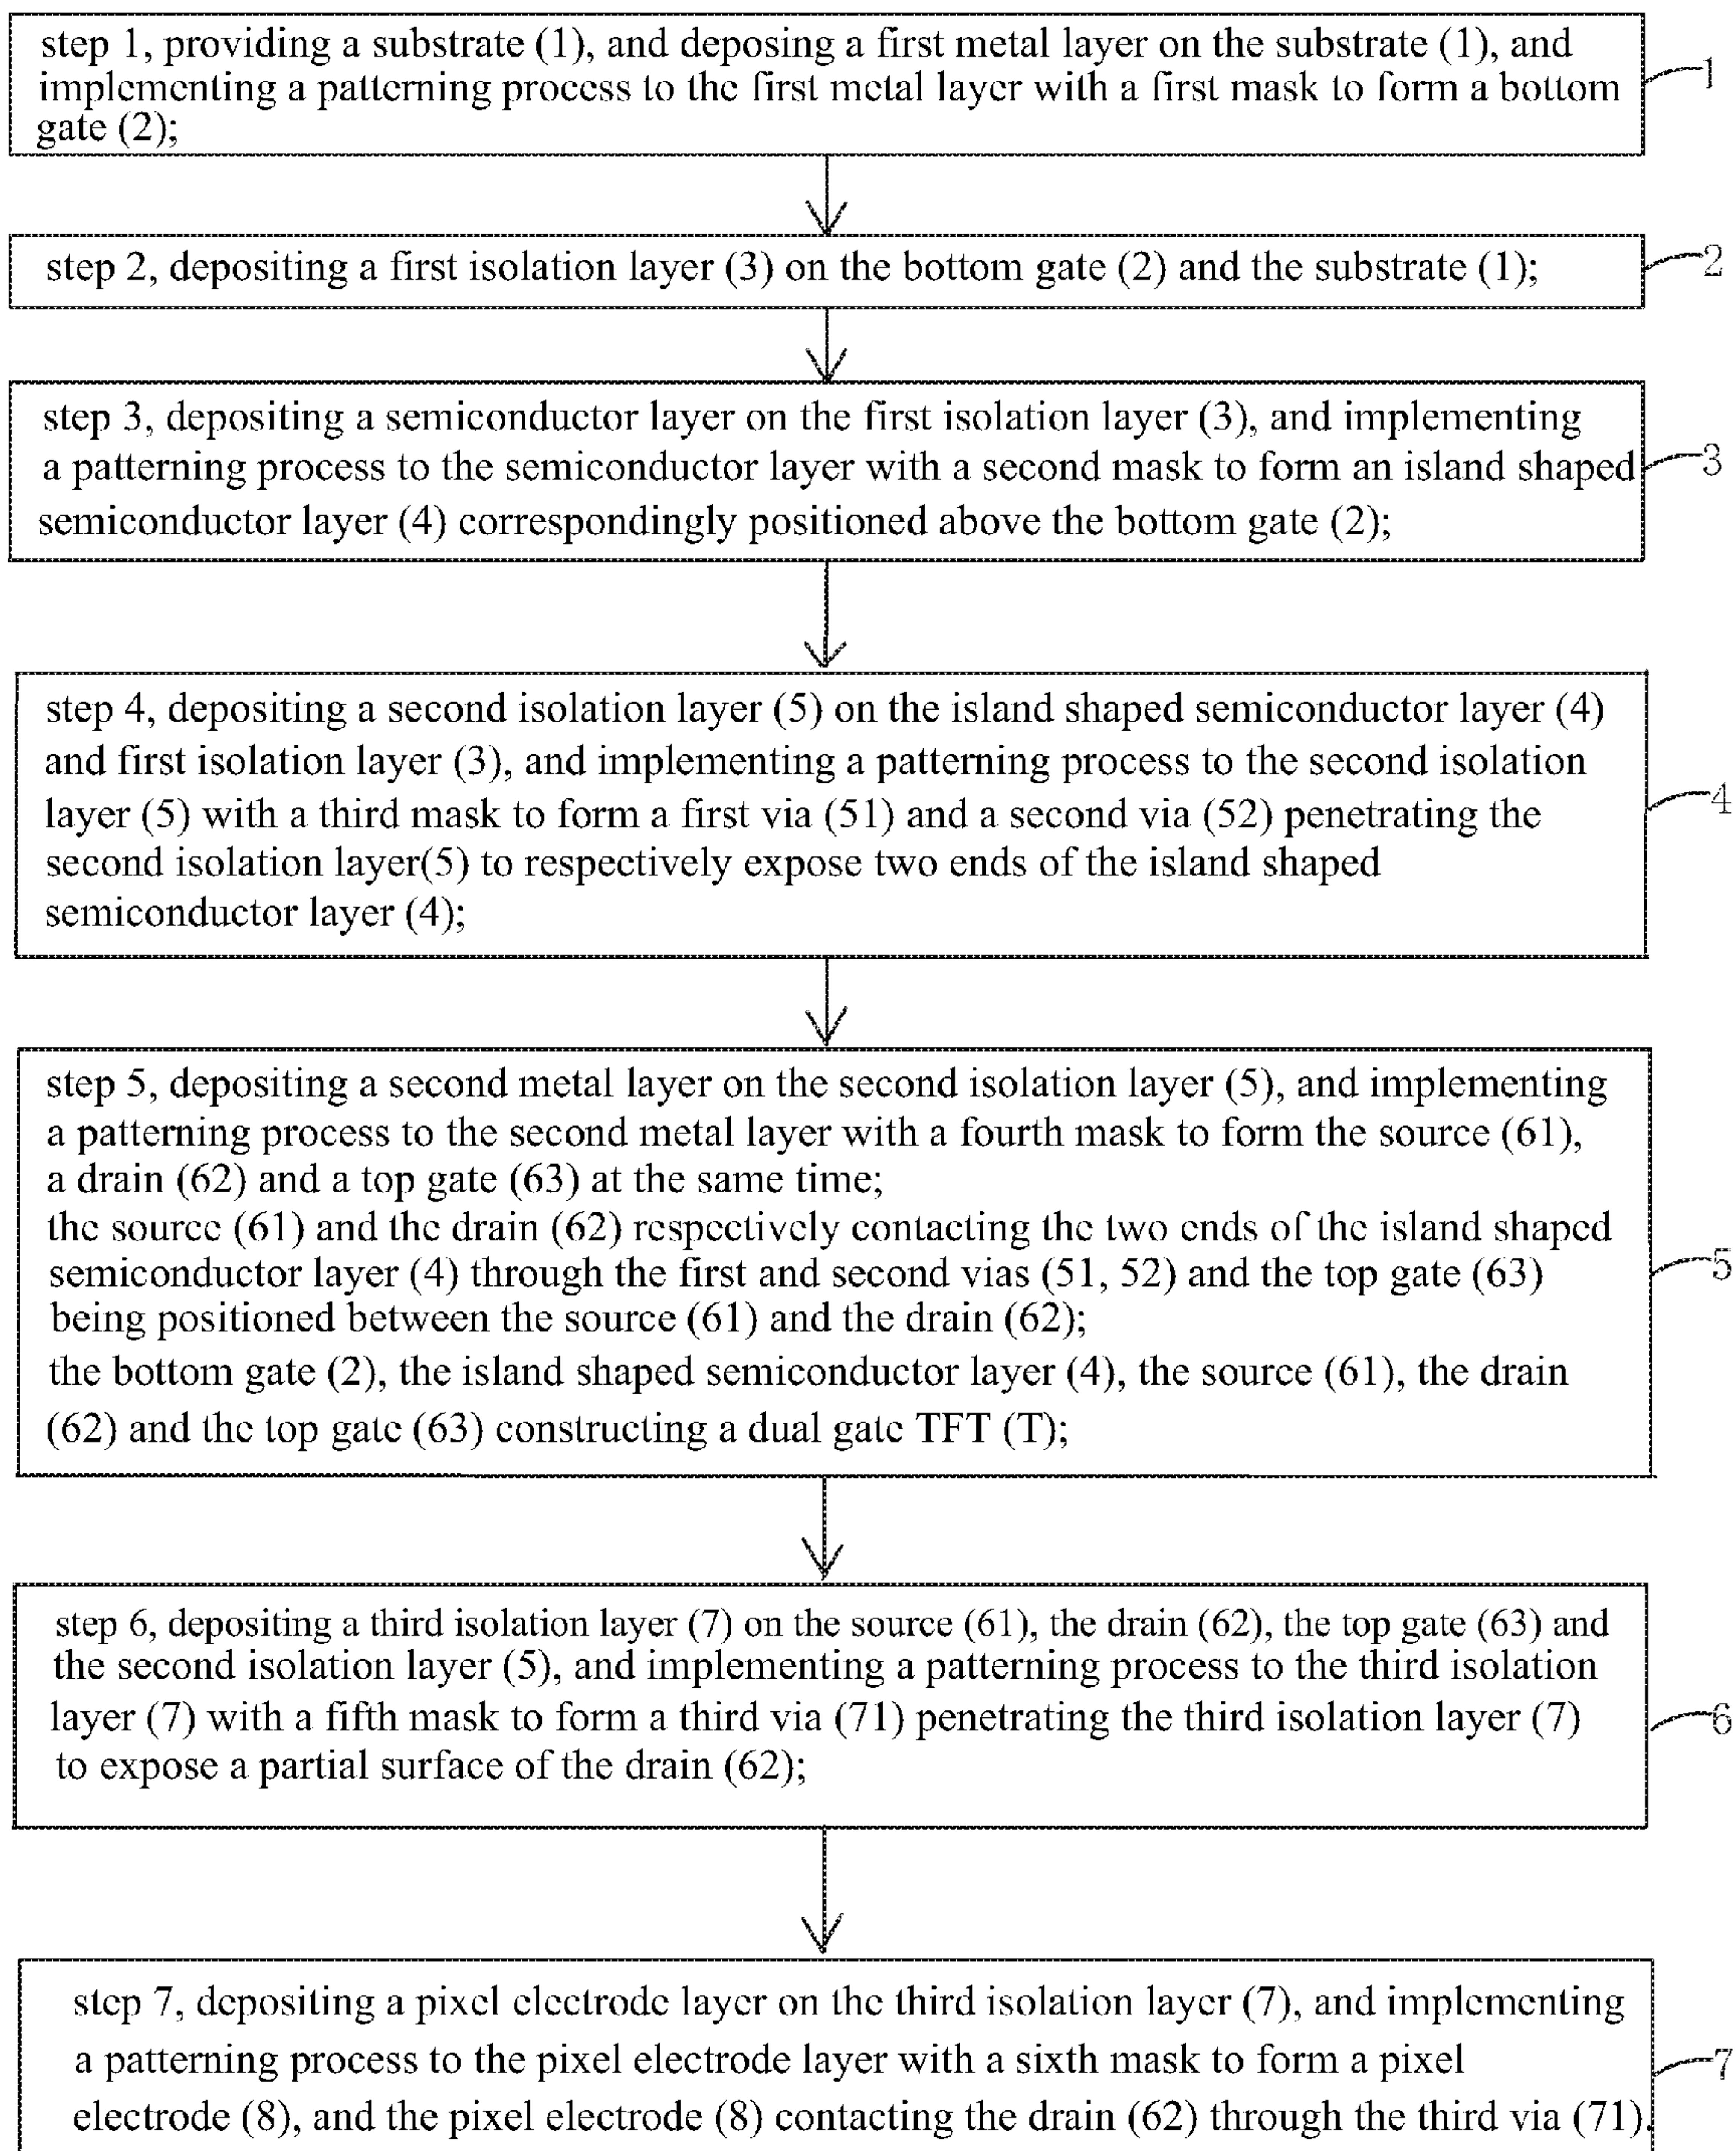 step 1, providing a substrate (1), and deposing a first metal layer on the substrate (1), and
implementing a patterning process to the first metal layer with a first mask to form a bottom
gate (2);
1
step 2, depositing a first isolation layer (3) on the bottom gate (2) and the substrate (1);
2
step 3, depositing a semiconductor layer on the first isolation layer (3), and implementing
a patterning process to the semiconductor layer with a second mask to form an island shaped
semiconductor layer (4) correspondingly positioned above the bottom gate (2);
3
step 4, depositing a second isolation layer (5) on the island shaped semiconductor layer (4)
and first isolation layer (3), and implementing a patterning process to the second isolation
layer (5) with a third mask to form a first via (51) and a second via (52) penetrating the
second isolation layer(5) to respectively expose two ends of the island shaped
semiconductor layer (4);
4
step 5, depositing a second metal layer on the second isolation layer (5), and implementing
a patterning process to the second metal layer with a fourth mask to form the source (61),
a drain (62) and a top gate (63) at the same time;
the source (61) and the drain (62) respectively contacting the two ends of the island shaped
semiconductor layer (4) through the first and second vias (51, 52) and the top gate (63)
being positioned between the source (61) and the drain (62);
the bottom gate (2), the island shaped semiconductor layer (4), the source (61), the drain
(62) and the top gate (63) constructing a dual gate TFT (T);
5
step 6, depositing a third isolation layer (7) on the source (61), the drain (62), the top gate (63) and
the second isolation layer (5), and implementing a patterning process to the third isolation
layer (7) with a fifth mask to form a third via (71) penetrating the third isolation layer (7)
to expose a partial surface of the drain (62);
6
step 7, depositing a pixel electrode layer on the third isolation layer (7), and implementing
a patterning process to the pixel electrode layer with a sixth mask to form a pixel
electrode (8), and the pixel electrode (8) contacting the drain (62) through the third via (71).
7